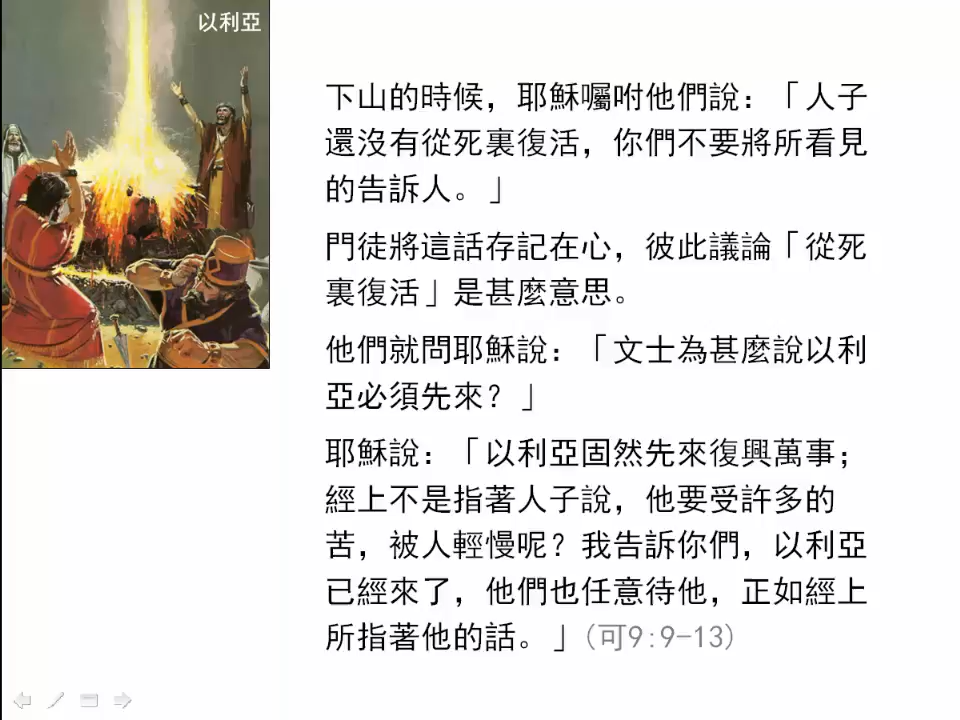 以利亞
下山的時候，耶穌囑咐他們說：「人子
還沒有從死裏復活，你們不要將所看見
的告訴人。」
門徒將這話存記在心，彼此議論「從死
裏復活」是甚麼意思。
他們就問耶穌說：「文士為甚麼說以利
亞必須先來？」
耶穌說：「以利亞固然先來復興萬事；
經上不是指著人子說，他要受許多的
苦，被人輕慢呢？我告訴你們，以利亞
已經來了，他們也任意待他，正如經上
所指著他的話。」(可9:9-13)